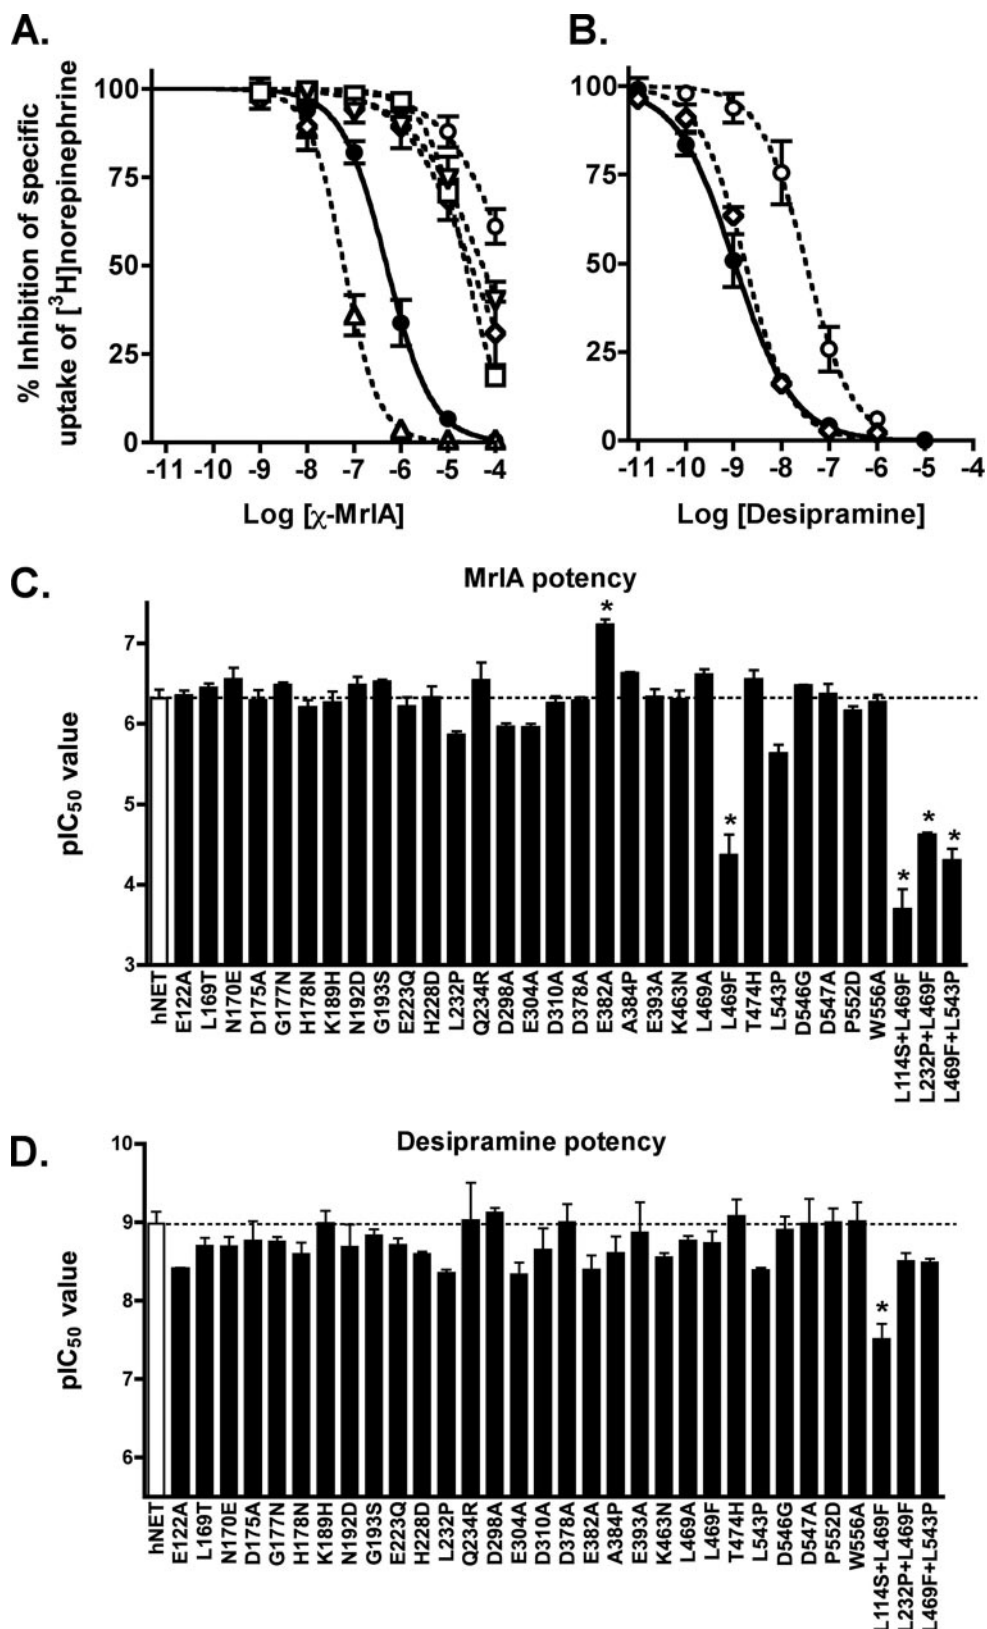 A.
B.
% Inhibition of specific
uptake of [³H]norepinephrine
100
75
50
25
0
-11 -10 -9 -8 -7 -6 -5 -4
Log [χ-MrIA]
100
75
50
25
0
-11 -10 -9 -8 -7 -6 -5 -4
Log [Desipramine]
C.
MrIA potency
pIC₅₀ value
7
6
5
4
3
*
*
*
*
*
hNET
E122A
L169T
N170E
D175A
G177N
H178N
K189H
N192D
G193S
E223Q
H228D
L232P
Q234R
D298A
E304A
D310A
D378A
E382A
A384P
E393A
K463N
L469A
L469F
T474H
L543P
D546G
D547A
P552D
W556A
L114S+L469F
L232P+L469F
L469F+L543P
D.
Desipramine potency
pIC₅₀ value
10
9
8
7
6
*
hNET
E122A
L169T
N170E
D175A
G177N
H178N
K189H
N192D
G193S
E223Q
H228D
L232P
Q234R
D298A
E304A
D310A
D378A
E382A
A384P
E393A
K463N
L469A
L469F
T474H
L543P
D546G
D547A
P552D
W556A
L114S+L469F
L232P+L469F
L469F+L543P